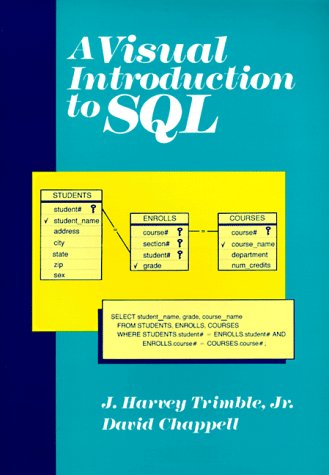 A Visual
Introduction
to SQL
STUDENTS
student#
✓ student_name
address
city
state
zip
sex
=
ENROLLS
course#
section#
student#
✓ grade
=
COURSES
course#
✓ course_name
department
num_credits
SELECT student_name, grade, course_name
FROM STUDENTS, ENROLLS, COURSES
WHERE STUDENTS.student# = ENROLLS.student# AND
ENROLLS.course# = COURSES.course# ;
J. Harvey Trimble, Jr.
David Chappell